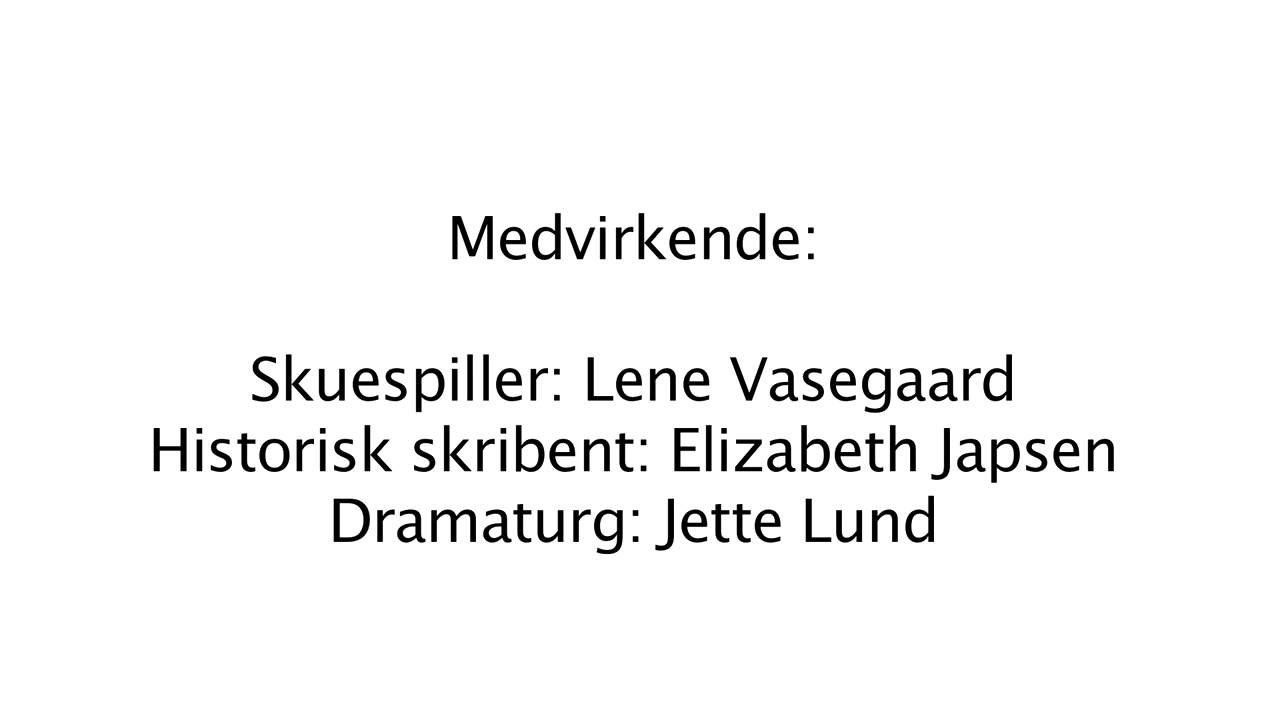 Medvirkende:
Skuespiller: Lene Vasegaard
Historisk skribent: Elizabeth Japsen
Dramaturg: Jette Lund